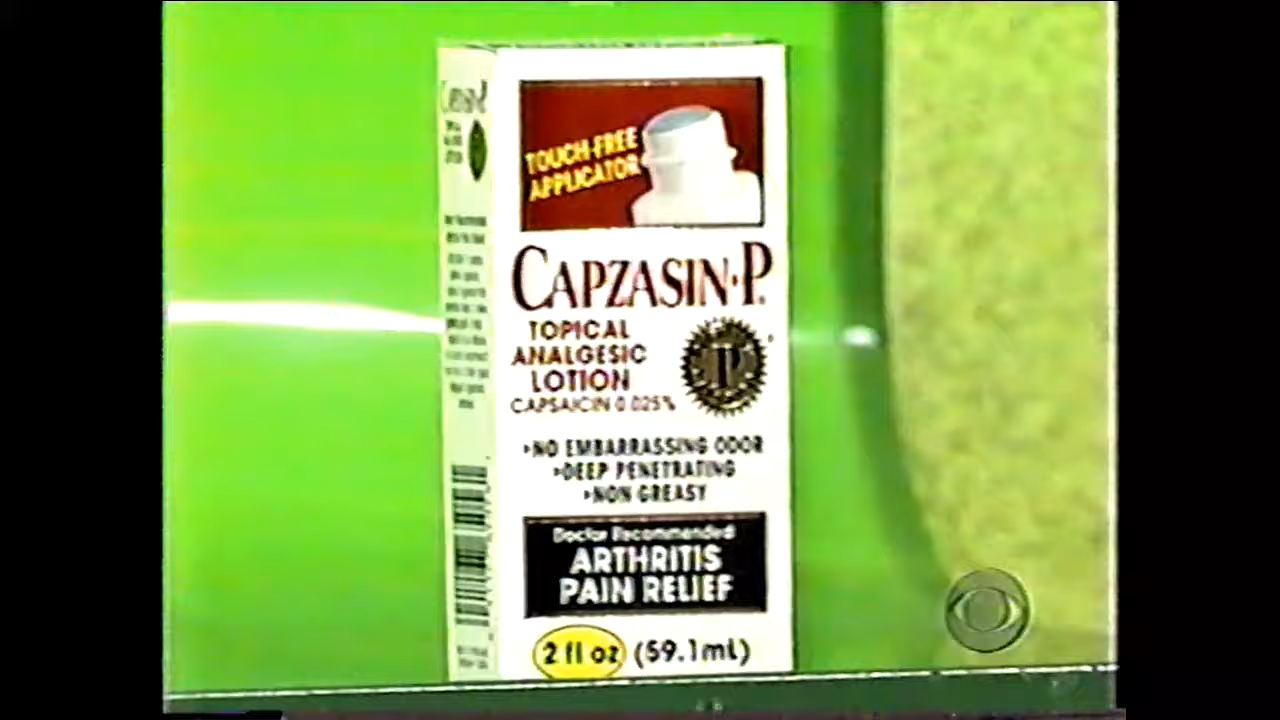 TOUCH-FREE
APPLICATOR
CAPZASIN·P.
TOPICAL
ANALGESIC
LOTION
CAPSAICIN 0.025%
P
•NO EMBARRASSING ODOR
•DEEP PENETRATING
•NON GREASY
Doctor Recommended
ARTHRITIS
PAIN RELIEF
2 fl oz (59.1mL)